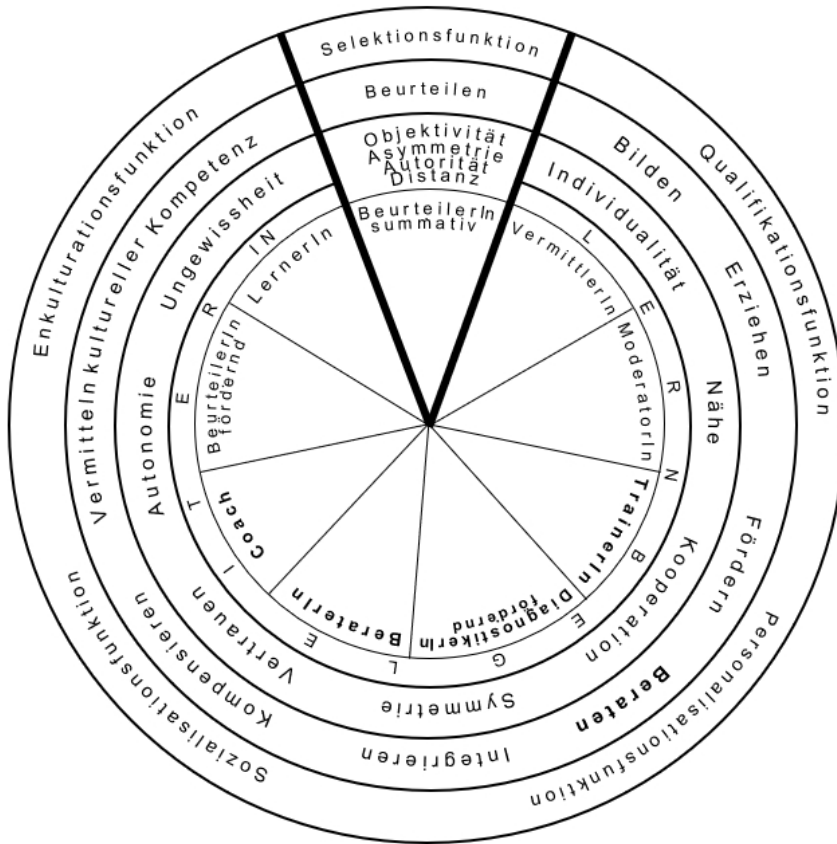 Selektionsfunktion
Qualifikationsfunktion
Personalisationsfunktion
Sozialisationsfunktion
Enkulturationsfunktion
Beurteilen
Bilden
Erziehen
Fördern
Beraten
Integrieren
Kompensieren
Vermitteln kultureller Kompetenz
Objektivität
Asymmetrie
Autorität
Distanz
Individualität
Nähe
Kooperation
Symmetrie
Vertrauen
Autonomie
Ungewissheit
LERNBEGLEITERIN
BeurteilerIn
summativ
VermittlerIn
ModeratorIn
TrainerIn
DiagnostikerIn
fördernd
BeraterIn
Coach
BeurteilerIn
fördernd
LernerIn